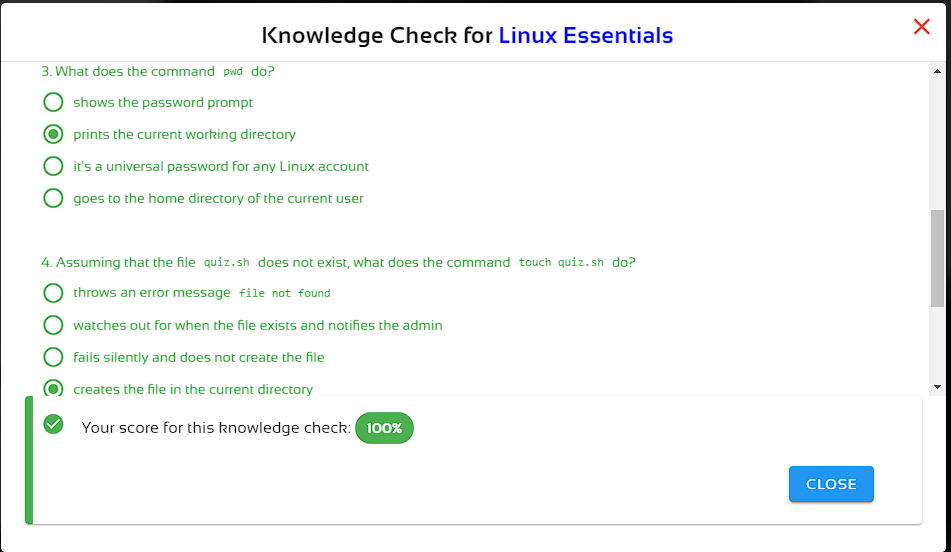 Knowledge Check for Linux Essentials
3. What does the command pwd do?
shows the password prompt
prints the current working directory
it's a universal password for any Linux account
goes to the home directory of the current user
4. Assuming that the file quiz.sh does not exist, what does the command touch quiz.sh do?
throws an error message file not found
watches out for when the file exists and notifies the admin
fails silently and does not create the file
creates the file in the current directory
Your score for this knowledge check: 100%
CLOSE